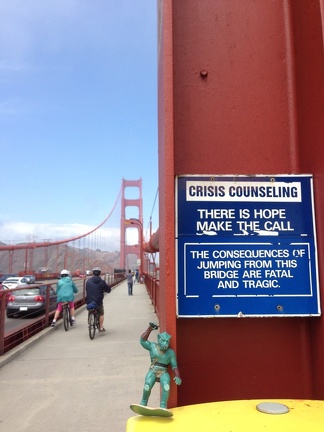 CRISIS COUNSELING
THERE IS HOPE
MAKE THE CALL
THE CONSEQUENCES OF
JUMPING FROM THIS
BRIDGE ARE FATAL
AND TRAGIC.